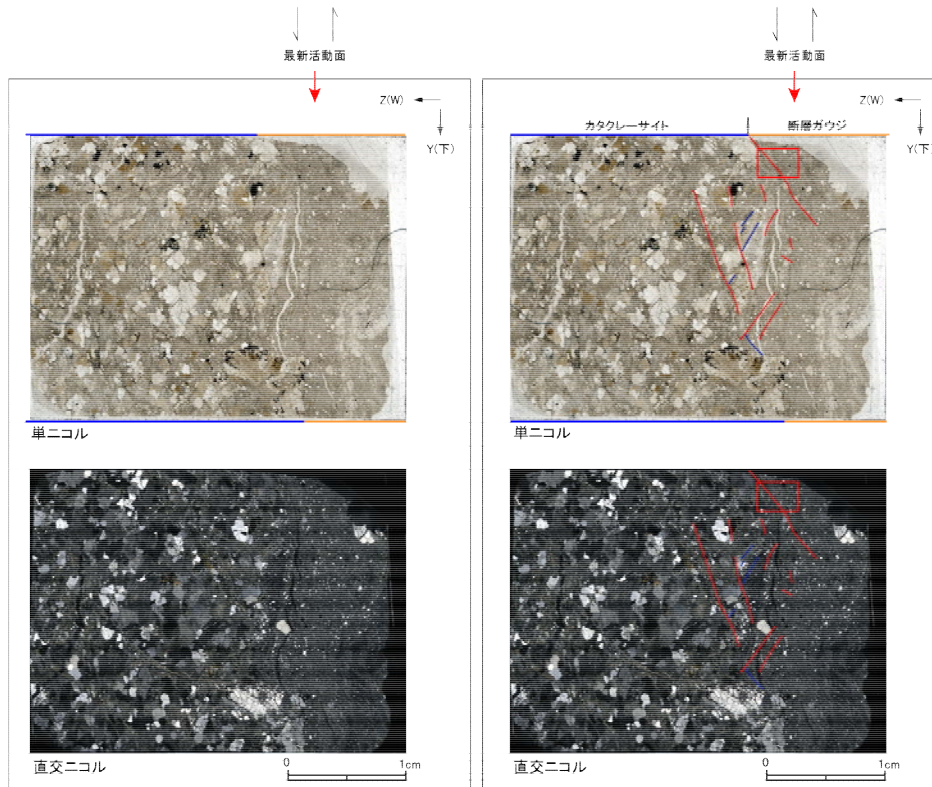 最新活動面
Z(W)
Y(下)
単ニコル
直交ニコル
0
1cm
最新活動面
Z(W)
カタクレーサイト
断層ガウジ
Y(下)
単ニコル
直交ニコル
0
1cm